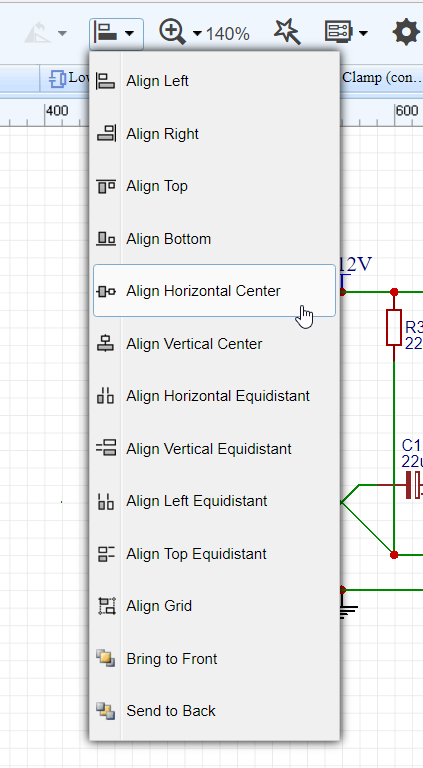 140%
Lo
Clamp (con...
400
600
Align Left
Align Right
Align Top
Align Bottom
Align Horizontal Center
Align Vertical Center
Align Horizontal Equidistant
Align Vertical Equidistant
Align Left Equidistant
Align Top Equidistant
Align Grid
Bring to Front
Send to Back
12V
R3
22
C1
22u